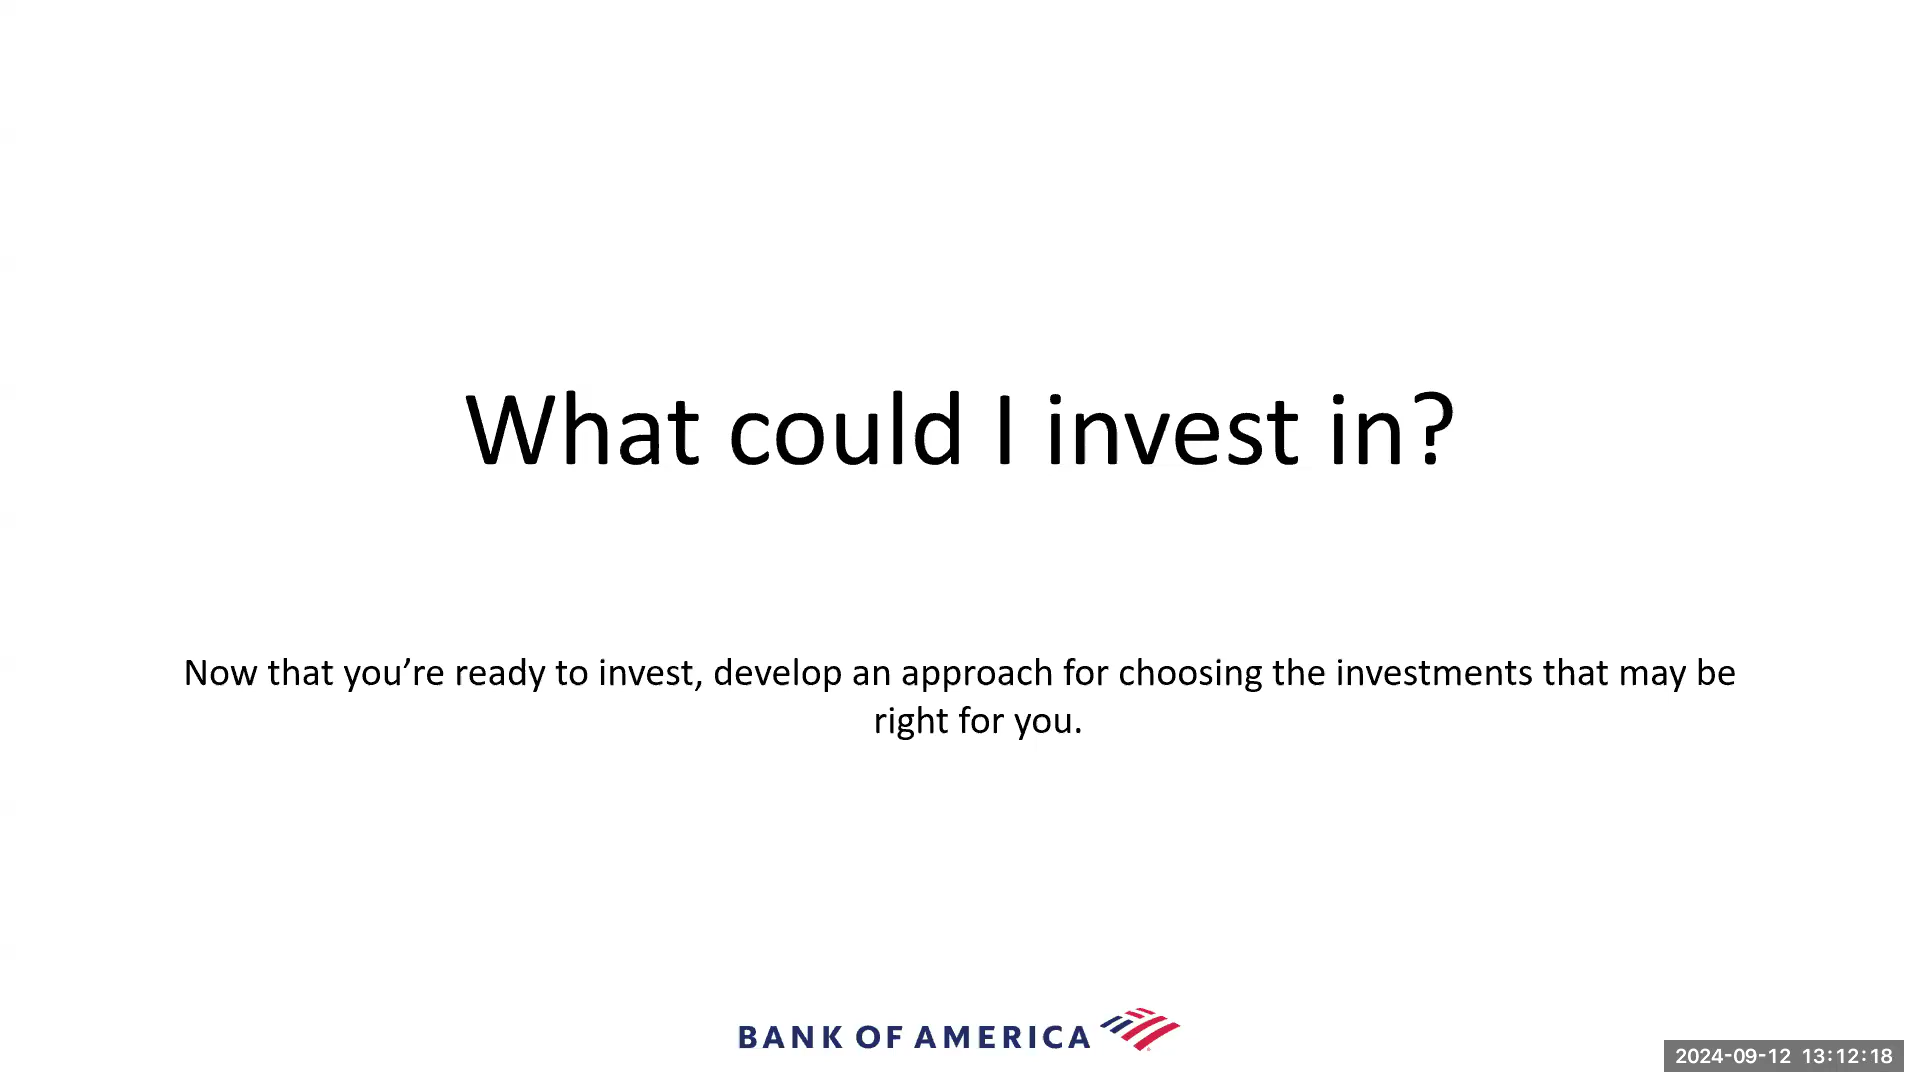 What could I invest in?
Now that you’re ready to invest, develop an approach for choosing the investments that may be
right for you.
BANK OF AMERICA
2024-09-12 13:12:18